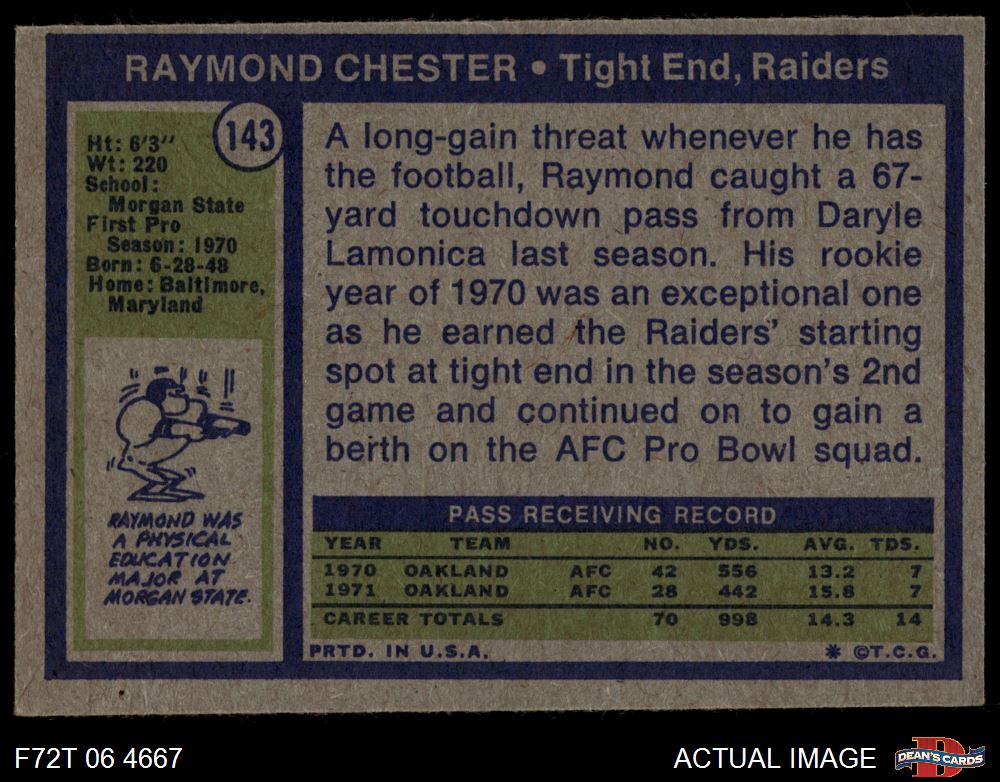 RAYMOND CHESTER • Tight End, Raiders
143
Ht: 6'3"
Wt: 220
School:
Morgan State
First Pro
Season: 1970
Born: 6-28-48
Home: Baltimore,
Maryland
RAYMOND WAS
A PHYSICAL
EDUCATION
MAJOR AT
MORGAN STATE.
A long-gain threat whenever he has
the football, Raymond caught a 67-
yard touchdown pass from Daryle
Lamonica last season. His rookie
year of 1970 was an exceptional one
as he earned the Raiders' starting
spot at tight end in the season's 2nd
game and continued on to gain a
berth on the AFC Pro Bowl squad.
PASS RECEIVING RECORD
YEAR TEAM NO. YDS. AVG. TDS.
1970 OAKLAND AFC 42 556 13.2 7
1971 OAKLAND AFC 28 442 15.8 7
CAREER TOTALS 70 998 14.3 14
PRTD. IN U.S.A. * ©T.C.G.
F72T 06 4667 ACTUAL IMAGE
D
DEAN'S CARDS